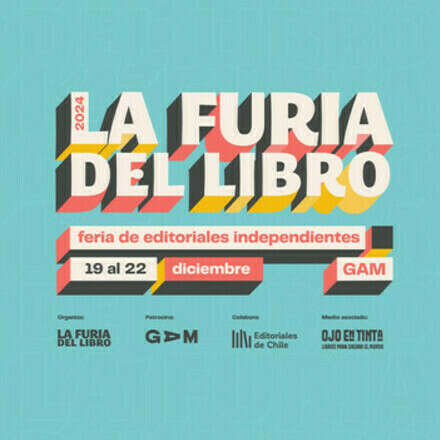 2024
LA FURIA
DEL LIBRO
feria de editoriales independientes
19 al 22 diciembre GAM
Organiza: Patrocina: Colabora: Medio asociado:
LA FURIA
DEL LIBRO
GAM
Editoriales
de Chile
OJO EN TINTA
LIBROS PARA CARGAR EL MUNDO